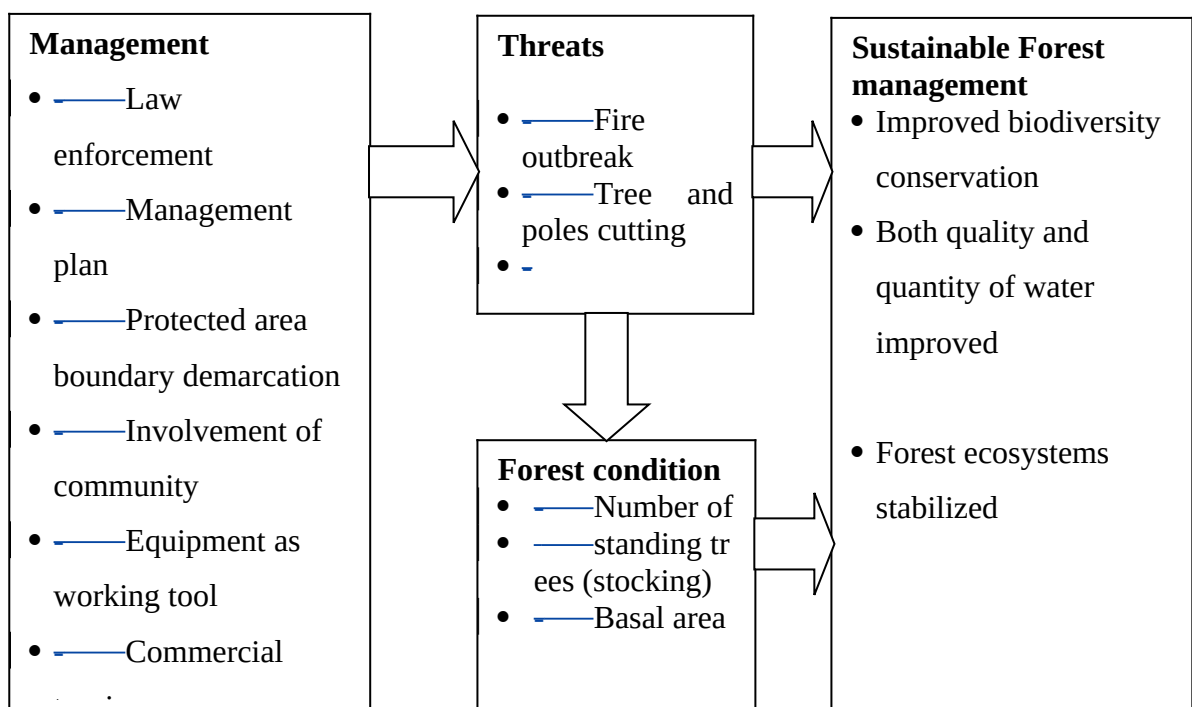 Management
• -Law
enforcement
• -Management
plan
• -Protected area
boundary demarcation
• -Involvement of
community
• -Equipment as
working tool
• -Commercial
Threats
• -Fire
outbreak
• -Tree and
poles cutting
• -
Forest condition
• -Number of
• standing tr
ees (stocking)
• -Basal area
Sustainable Forest
management
• Improved biodiversity
conservation
• Both quality and
quantity of water
improved
• Forest ecosystems
stabilized